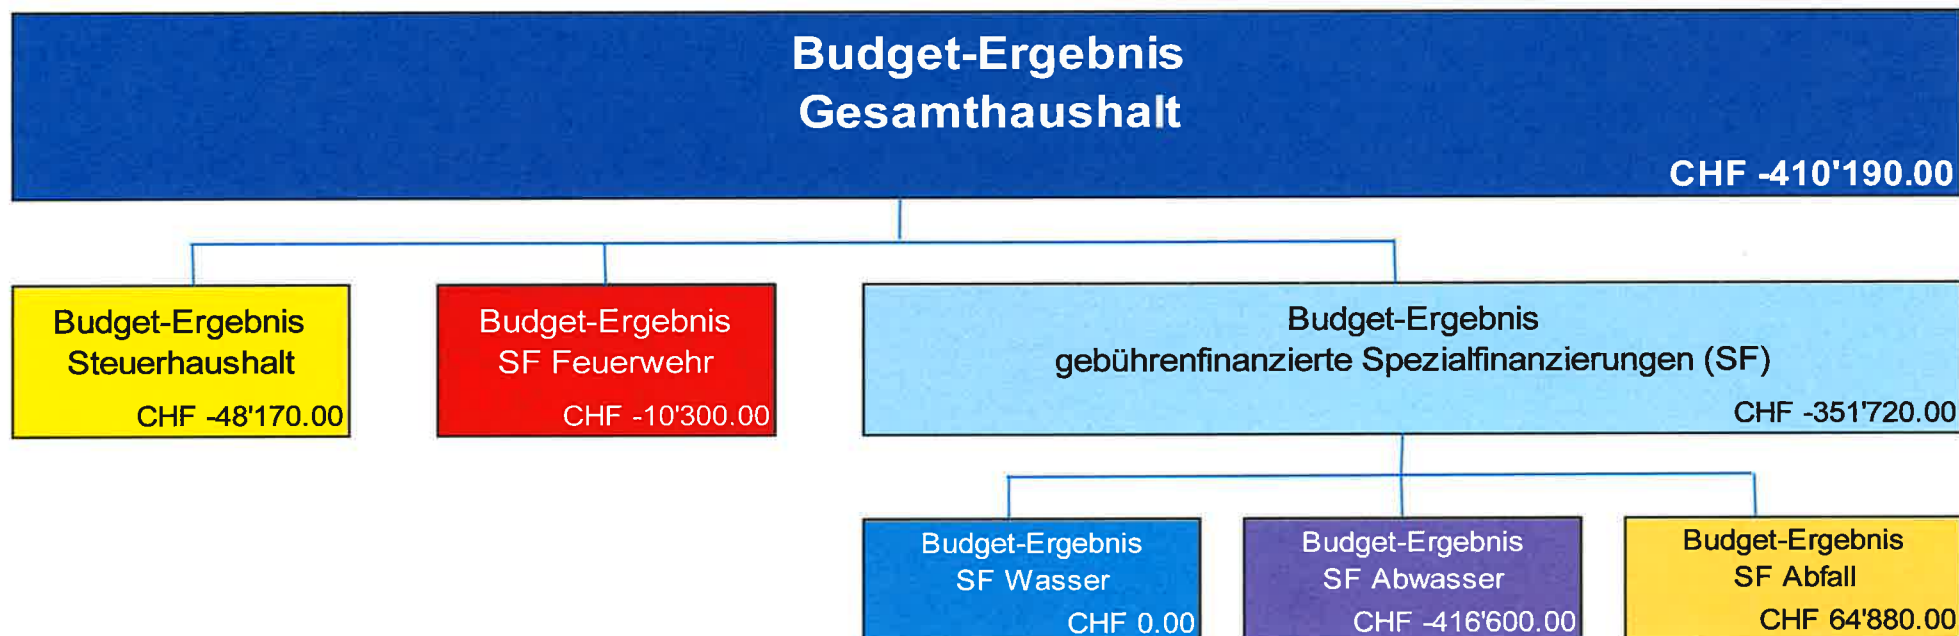 Budget-Ergebnis
Gesamthaushalt
CHF -410'190.00
Budget-Ergebnis
Steuerhaushalt
CHF -48'170.00
Budget-Ergebnis
SF Feuerwehr
CHF -10'300.00
Budget-Ergebnis
gebührenfinanzierte Spezialfinanzierungen (SF)
CHF -351'720.00
Budget-Ergebnis
SF Wasser
CHF 0.00
Budget-Ergebnis
SF Abwasser
CHF -416'600.00
Budget-Ergebnis
SF Abfall
CHF 64'880.00